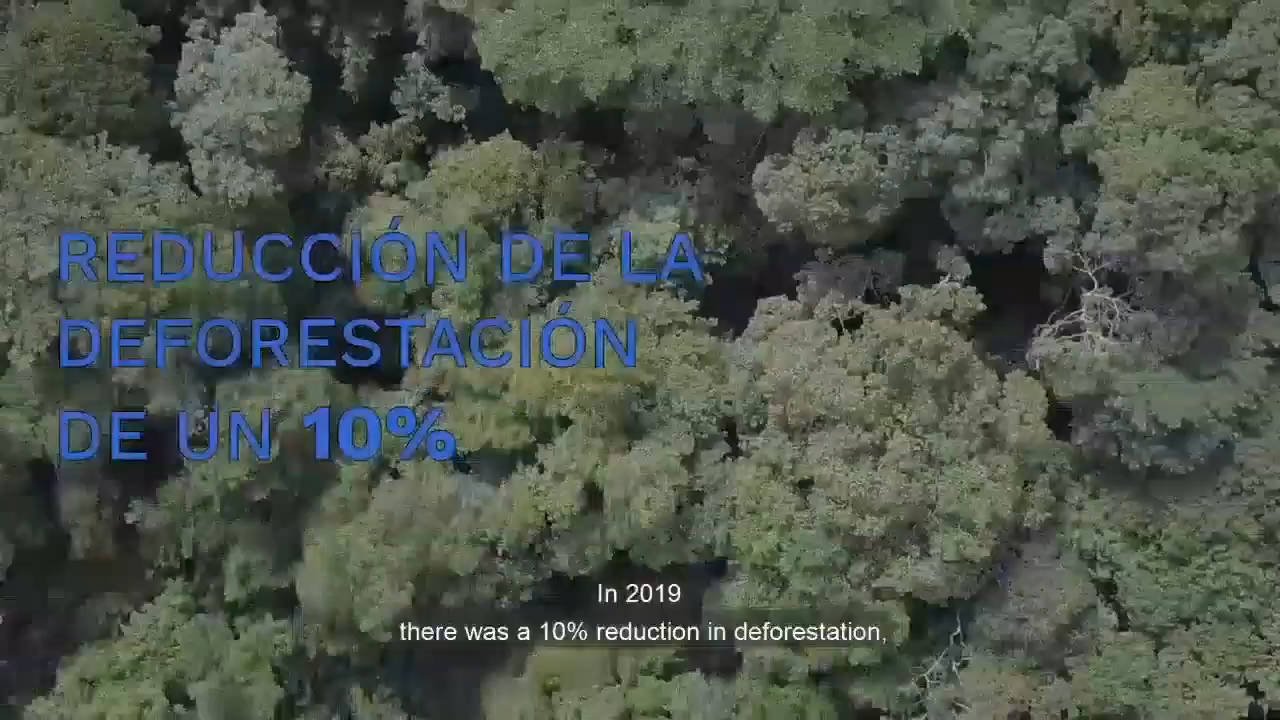 REDUCCIÓN DE LA
DEFORESTACIÓN
DE UN 10%
In 2019
there was a 10% reduction in deforestation,